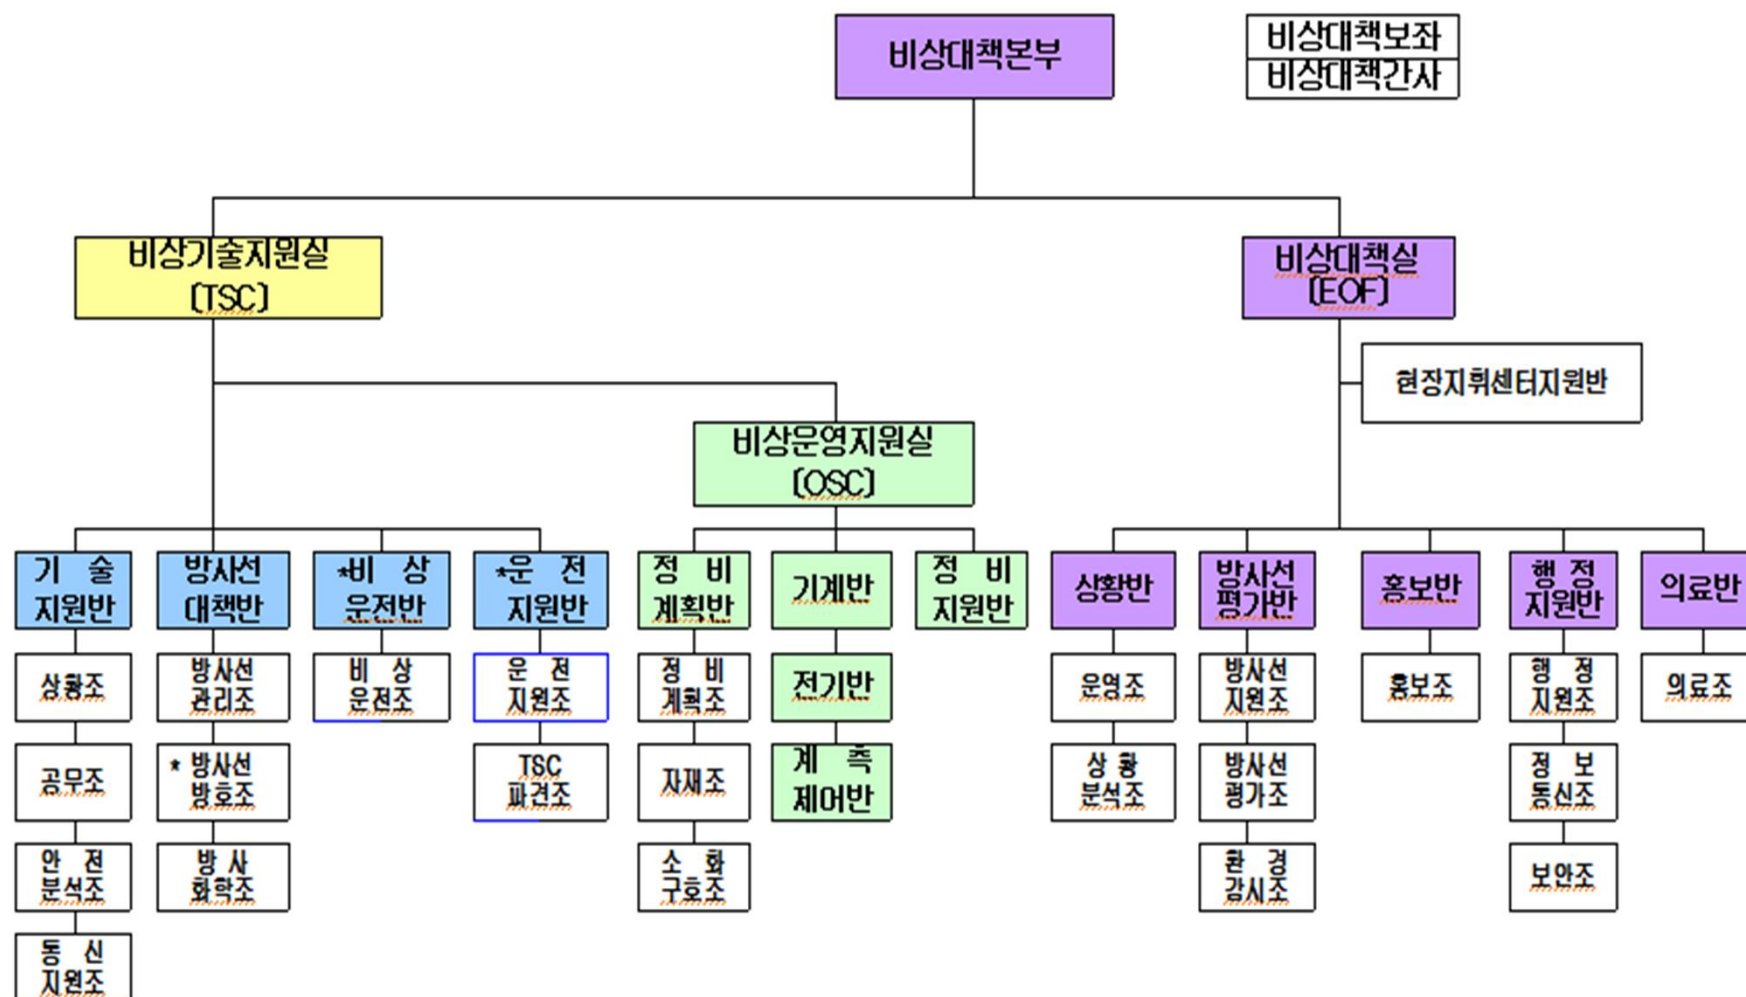 비상대책본부
비상대책보좌
비상대책간사
비상기술지원실
(TSC)
비상대책실
(EOF)
현장지휘센터지원반
비상운영지원실
(OSC)
기 술
지원반
방사선
대책반
*비 상
운전반
*운 전
지원반
정 비
계획반
기계반
정 비
지원반
상황반
방사선
평가반
홍보반
행 정
지원반
의료반
상황조
방사선
관리조
비 상
운전조
운 전
지원조
정 비
계획조
전기반
운영조
방사선
지원조
홍보조
행 정
지원조
의료조
공무조
* 방사선
방호조
TSC
파견조
자재조
계 측
제어반
상 황
분석조
방사선
평가조
정 보
통신조
안 전
분석조
방 사
화학조
소 화
구호조
환 경
감시조
보안조
통 신
지원조